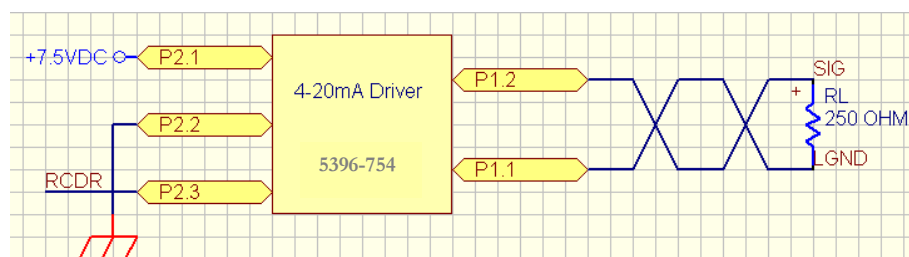 +7.5VDC
P2.1
4-20mA Driver
P1.2
SIG
+
RL
250 OHM
P2.2
5396-754
P1.1
LGND
RCDR
P2.3